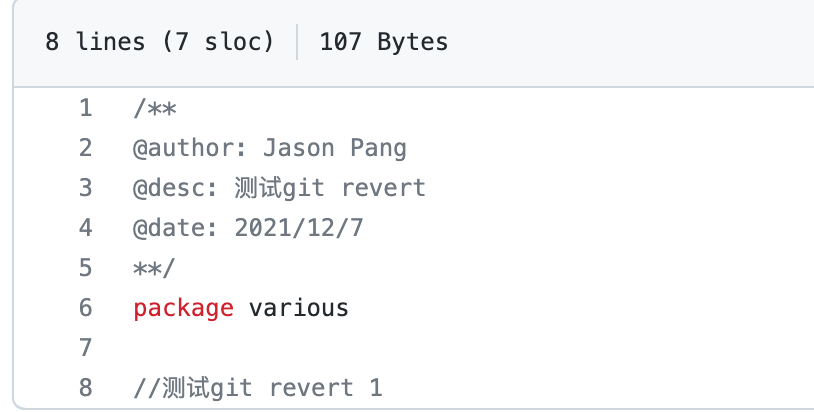 8 lines (7 sloc) 107 Bytes
1 /**
2 @author: Jason Pang
3 @desc: 测试git revert
4 @date: 2021/12/7
5 **/
6 package various
7
8 //测试git revert 1